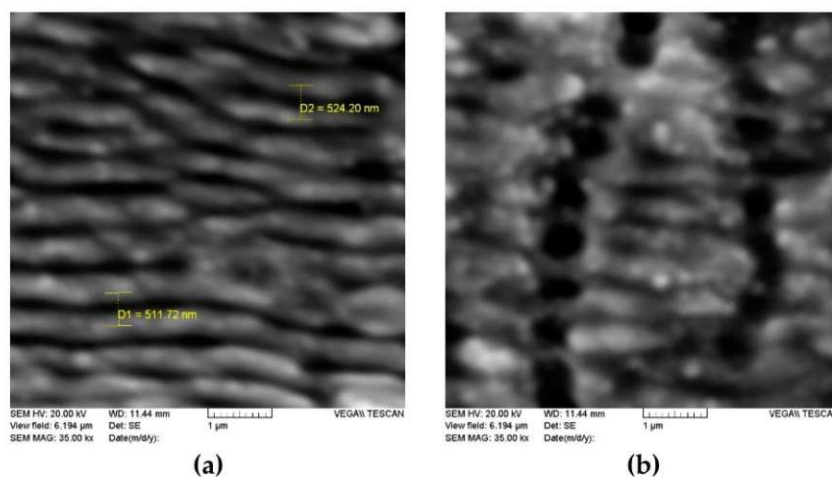 D2 = 524.20 nm
D1 = 511.72 nm
SEM HV: 20.00 kV WD: 11.44 mm VEGA\\ TESCAN
View field: 6.194 µm Det: SE 1 µm
SEM MAG: 35.00 kx Date(m/d/y):
(a)
SEM HV: 20.00 kV WD: 11.44 mm VEGA\\ TESCAN
View field: 6.194 µm Det: SE 1 µm
SEM MAG: 35.00 kx Date(m/d/y):
(b)